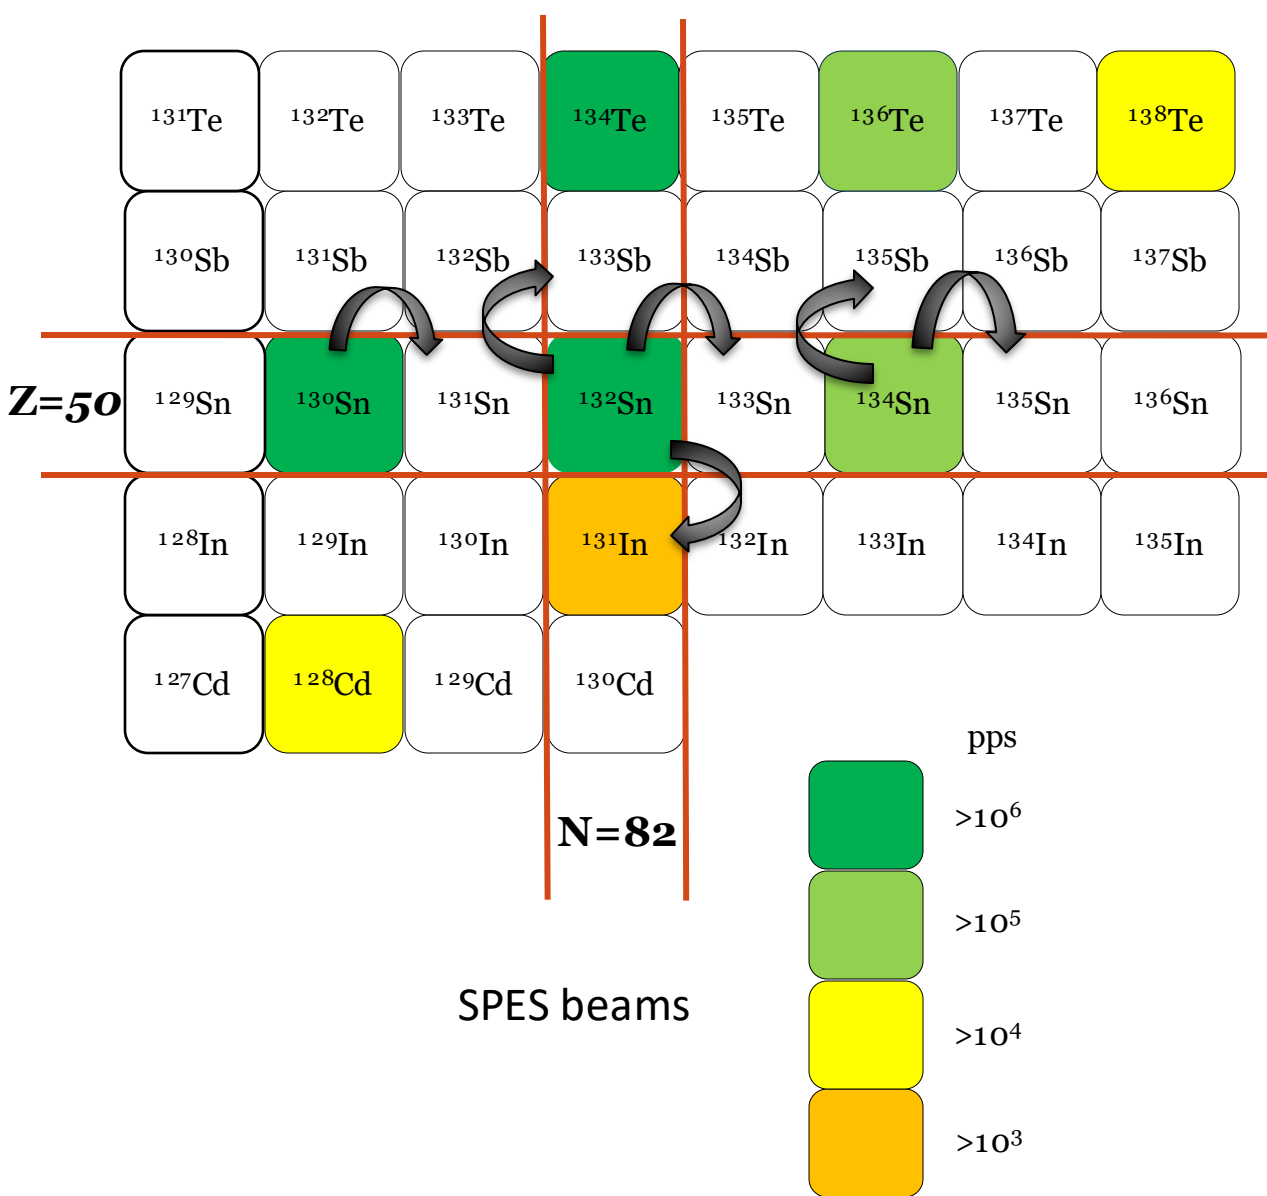 ¹³¹Te ¹³²Te ¹³³Te ¹³⁴Te ¹³⁵Te ¹³⁶Te ¹³⁷Te ¹³⁸Te
¹³⁰Sb ¹³¹Sb ¹³²Sb ¹³³Sb ¹³⁴Sb ¹³⁵Sb ¹³⁶Sb ¹³⁷Sb
Z=50 ¹²⁹Sn ¹³⁰Sn ¹³¹Sn ¹³²Sn ¹³³Sn ¹³⁴Sn ¹³⁵Sn ¹³⁶Sn
¹²⁸In ¹²⁹In ¹³⁰In ¹³¹In ¹³²In ¹³³In ¹³⁴In ¹³⁵In
¹²⁷Cd ¹²⁸Cd ¹²⁹Cd ¹³⁰Cd
N=82
pps
>10⁶
>10⁵
>10⁴
>10³
SPES beams